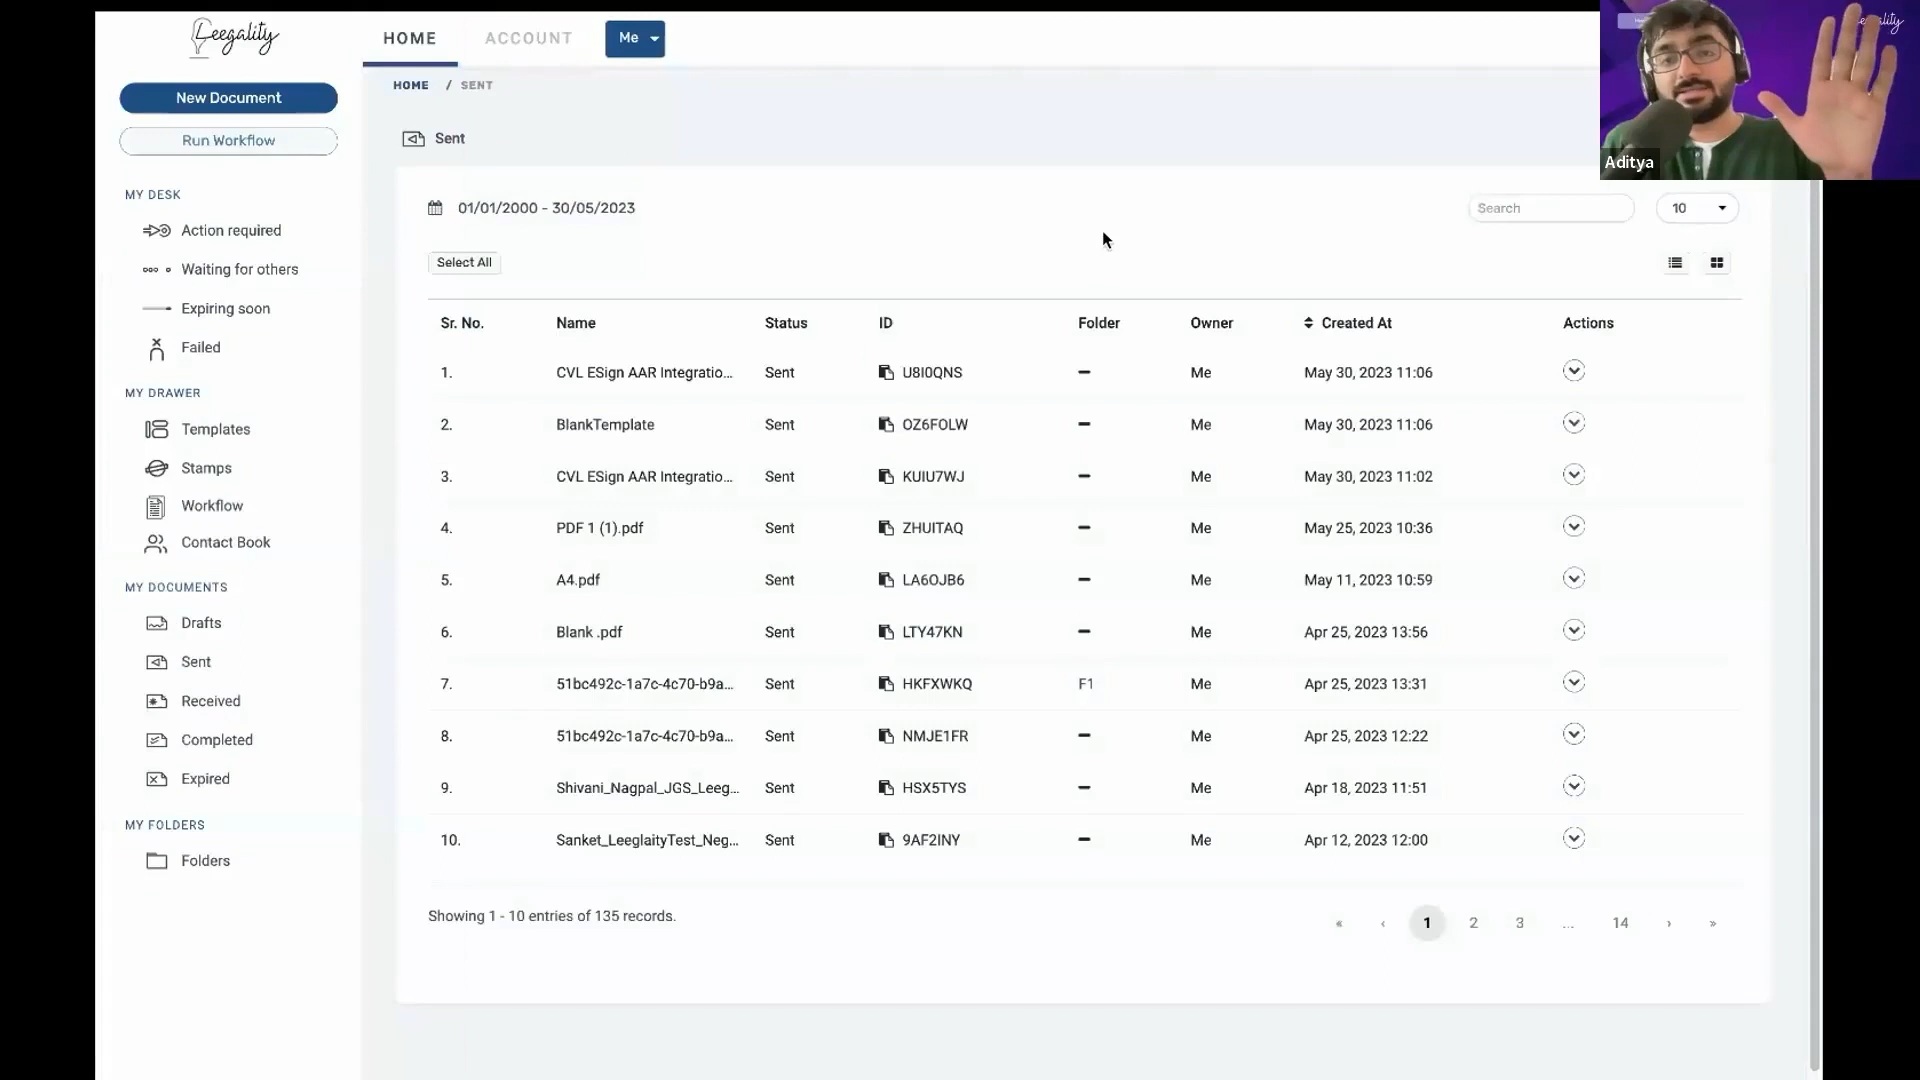 Leegality
HOME ACCOUNT Me
New Document
Run Workflow
MY DESK
Action required
Waiting for others
Expiring soon
Failed
MY DRAWER
Templates
Stamps
Workflow
Contact Book
MY DOCUMENTS
Drafts
Sent
Received
Completed
Expired
MY FOLDERS
Folders
HOME / SENT
Sent
01/01/2000 - 30/05/2023 Search 10
Select All
Sr. No. Name Status ID Folder Owner Created At Actions
1. CVL ESign AAR Integratio... Sent U8I0QNS – Me May 30, 2023 11:06
2. BlankTemplate Sent OZ6FOLW – Me May 30, 2023 11:06
3. CVL ESign AAR Integratio... Sent KUIU7WJ – Me May 30, 2023 11:02
4. PDF 1 (1).pdf Sent ZHUITAQ – Me May 25, 2023 10:36
5. A4.pdf Sent LA6OJB6 – Me May 11, 2023 10:59
6. Blank .pdf Sent LTY47KN – Me Apr 25, 2023 13:56
7. 51bc492c-1a7c-4c70-b9a... Sent HKFXWKQ F1 Me Apr 25, 2023 13:31
8. 51bc492c-1a7c-4c70-b9a... Sent NMJE1FR – Me Apr 25, 2023 12:22
9. Shivani_Nagpal_JGS_Leeg... Sent HSX5TYS – Me Apr 18, 2023 11:51
10. Sanket_LeeglaityTest_Neg... Sent 9AF2INY – Me Apr 12, 2023 12:00
Showing 1 - 10 entries of 135 records.
« ‹ 1 2 3 ... 14 › »
Aditya